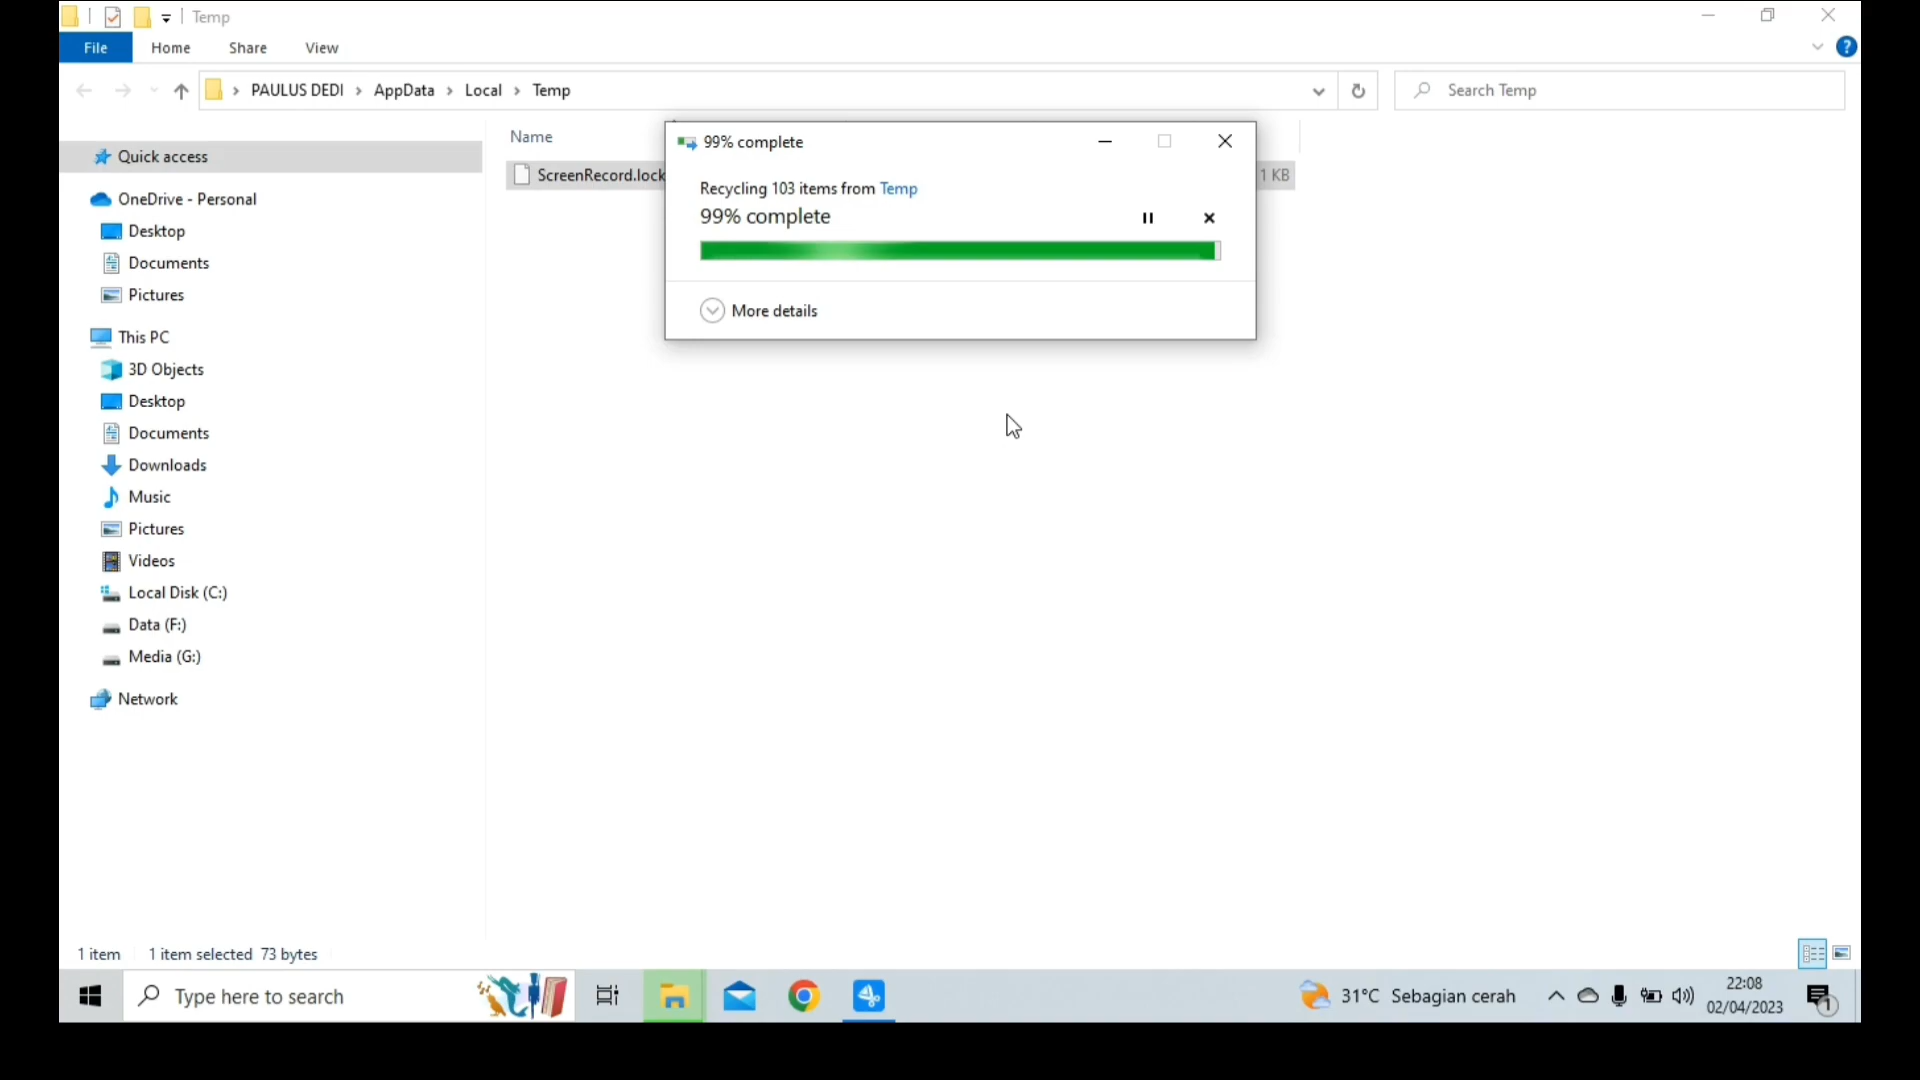 Temp
File Home Share View
PAULUS DEDI AppData Local Temp
Search Temp
Name
99% complete
Quick access
ScreenRecord.lock
1 KB
Recycling 103 items from Temp
OneDrive - Personal
99% complete
Desktop
Documents
Pictures
More details
This PC
3D Objects
Desktop
Documents
Downloads
Music
Pictures
Videos
Local Disk (C:)
Data (F:)
Media (G:)
Network
1 item 1 item selected 73 bytes
Type here to search
31°C Sebagian cerah
22:08
02/04/2023
1